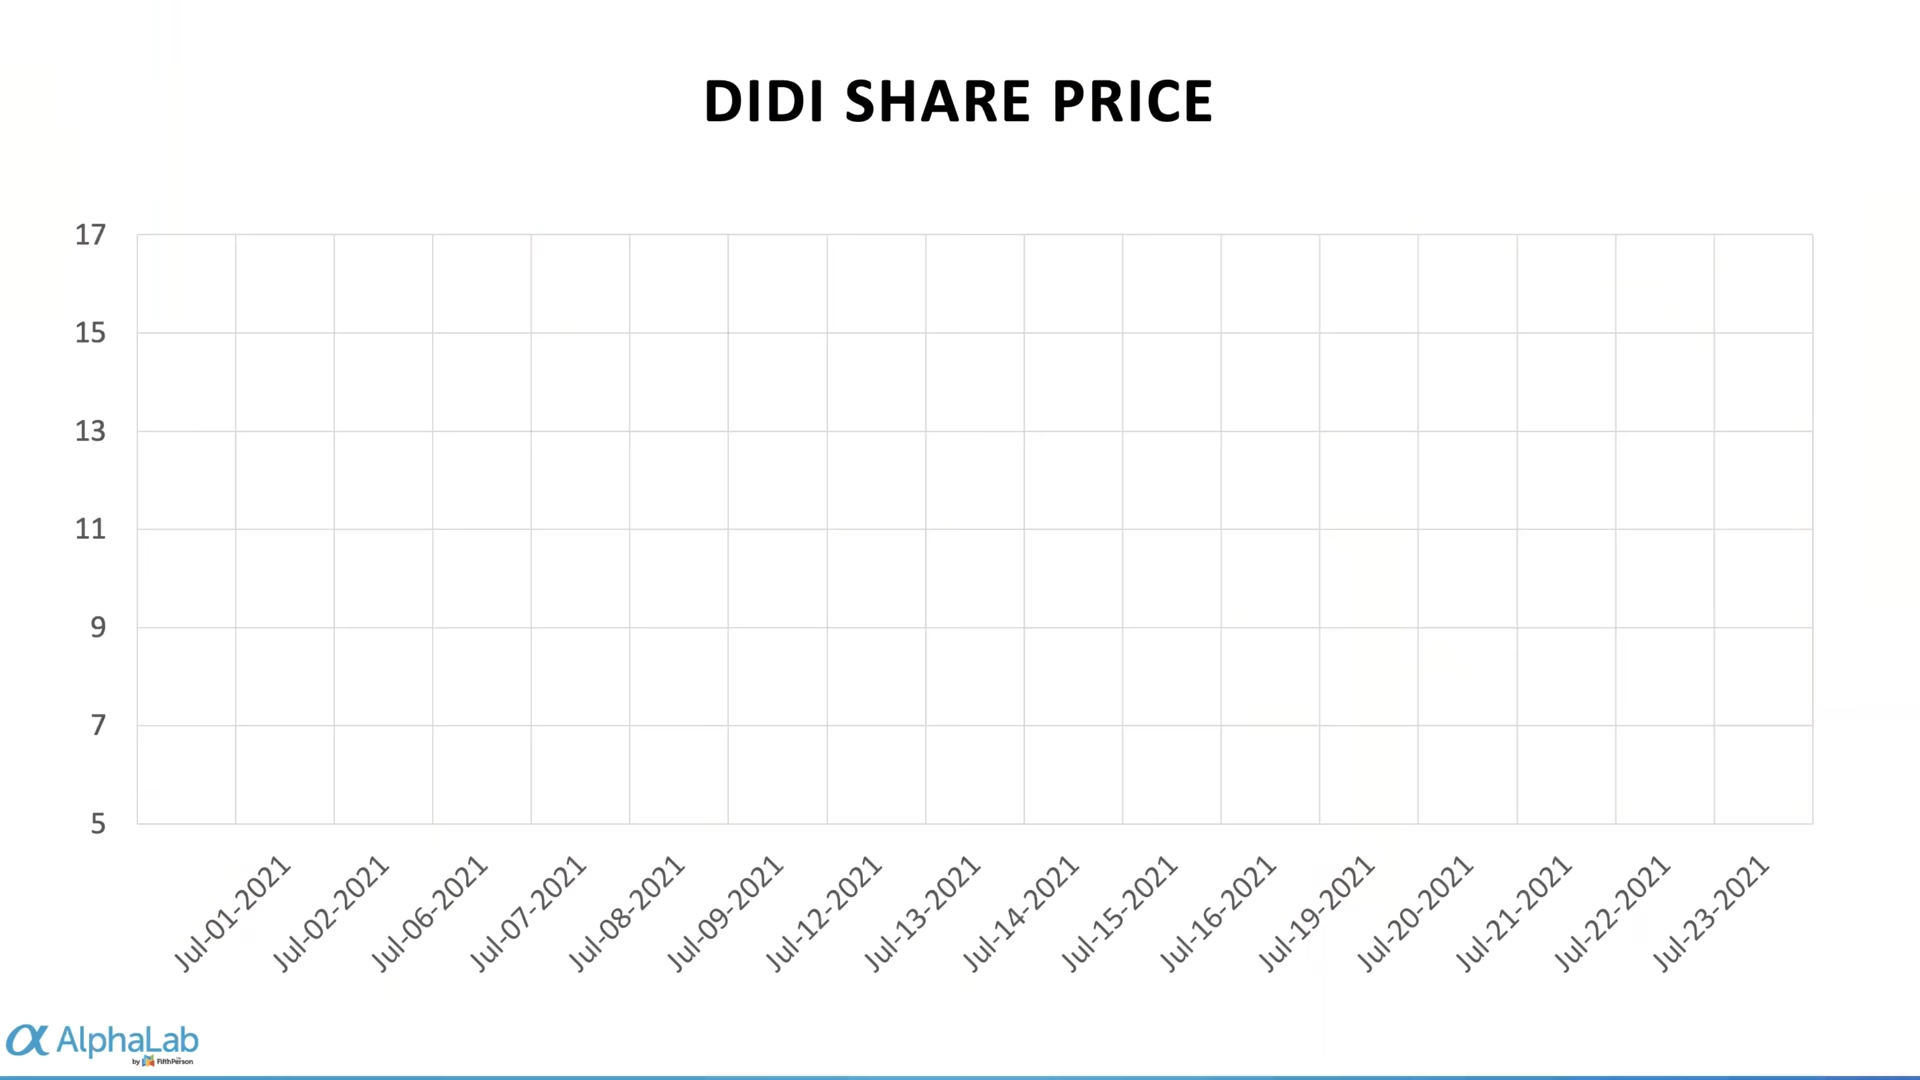 DIDI SHARE PRICE
17
15
13
11
9
7
5
Jul-01-2021
Jul-02-2021
Jul-06-2021
Jul-07-2021
Jul-08-2021
Jul-09-2021
Jul-12-2021
Jul-13-2021
Jul-14-2021
Jul-15-2021
Jul-16-2021
Jul-19-2021
Jul-20-2021
Jul-21-2021
Jul-22-2021
Jul-23-2021
α AlphaLab
by FifthPerson